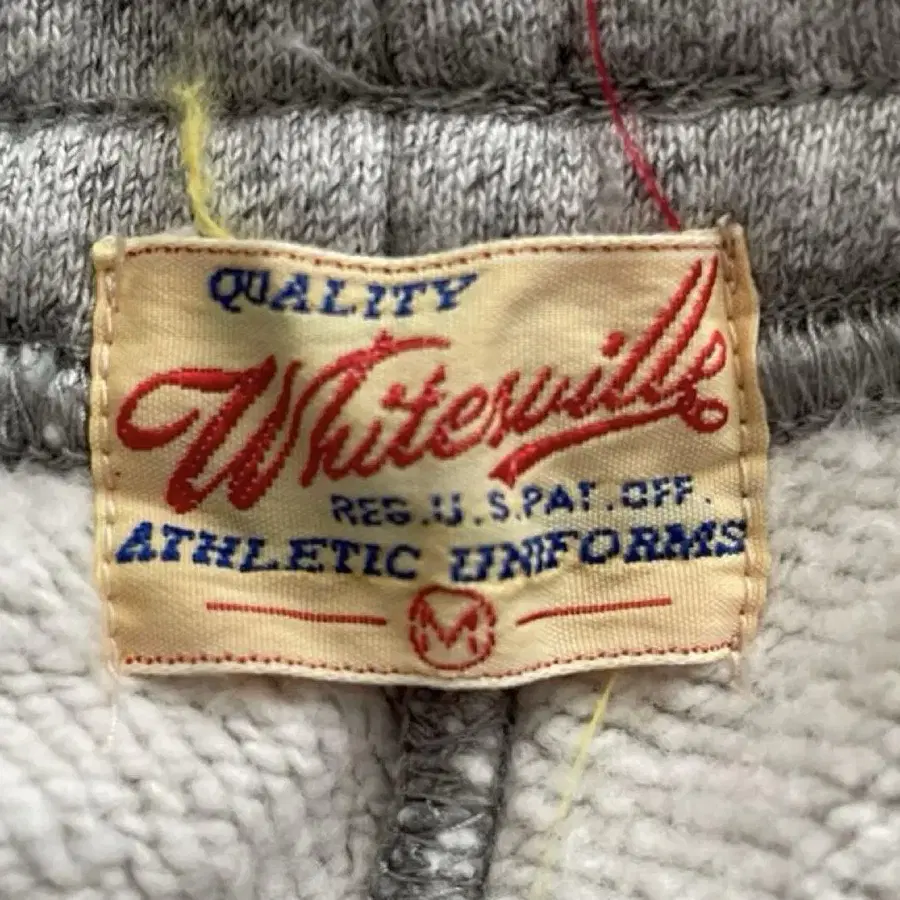 QUALITY
Whitesville
REG.U.S.PAT.OFF.
ATHLETIC UNIFORMS
M